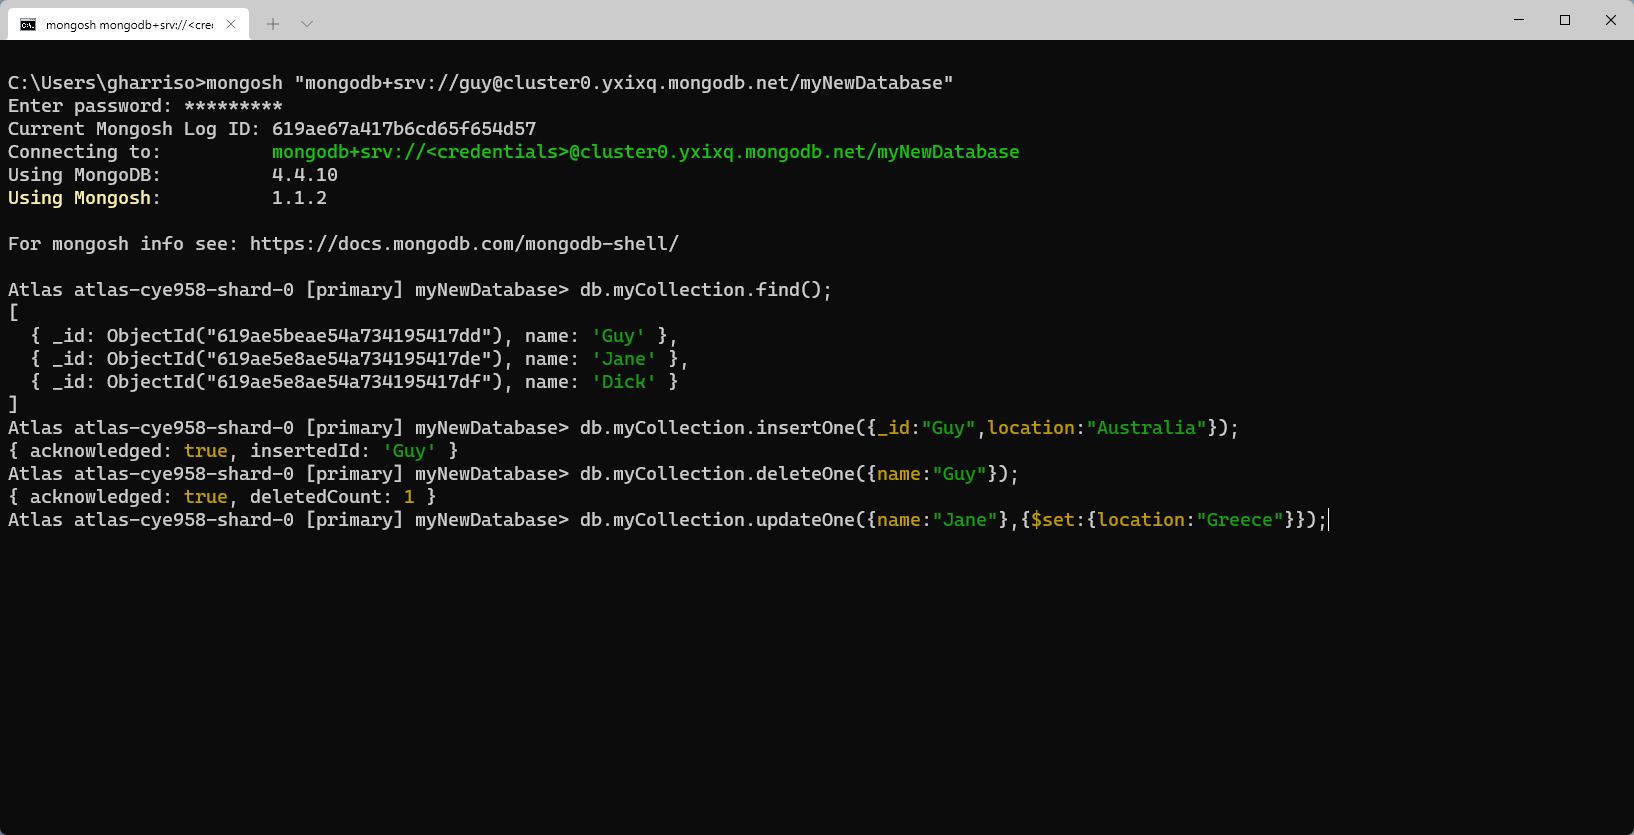 mongosh mongodb+srv://<cre
C:\Users\gharriso>mongosh "mongodb+srv://guy@cluster0.yxixq.mongodb.net/myNewDatabase"
Enter password: *********
Current Mongosh Log ID: 619ae67a417b6cd65f654d57
Connecting to:          mongodb+srv://<credentials>@cluster0.yxixq.mongodb.net/myNewDatabase
Using MongoDB:          4.4.10
Using Mongosh:          1.1.2
For mongosh info see: https://docs.mongodb.com/mongodb-shell/
Atlas atlas-cye958-shard-0 [primary] myNewDatabase> db.myCollection.find();
[
  { _id: ObjectId("619ae5beae54a734195417dd"), name: 'Guy' },
  { _id: ObjectId("619ae5e8ae54a734195417de"), name: 'Jane' },
  { _id: ObjectId("619ae5e8ae54a734195417df"), name: 'Dick' }
]
Atlas atlas-cye958-shard-0 [primary] myNewDatabase> db.myCollection.insertOne({_id:"Guy",location:"Australia"});
{ acknowledged: true, insertedId: 'Guy' }
Atlas atlas-cye958-shard-0 [primary] myNewDatabase> db.myCollection.deleteOne({name:"Guy"});
{ acknowledged: true, deletedCount: 1 }
Atlas atlas-cye958-shard-0 [primary] myNewDatabase> db.myCollection.updateOne({name:"Jane"},{$set:{location:"Greece"}});